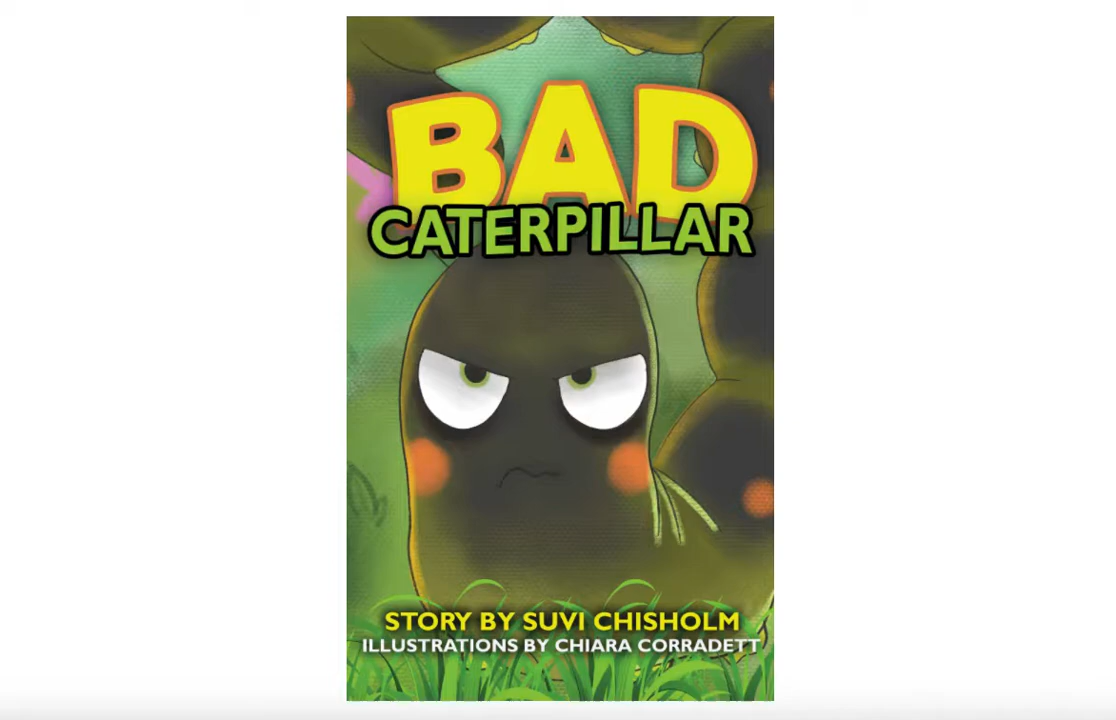 BAD
CATERPILLAR
STORY BY SUVI CHISHOLM
ILLUSTRATIONS BY CHIARA CORRADETT